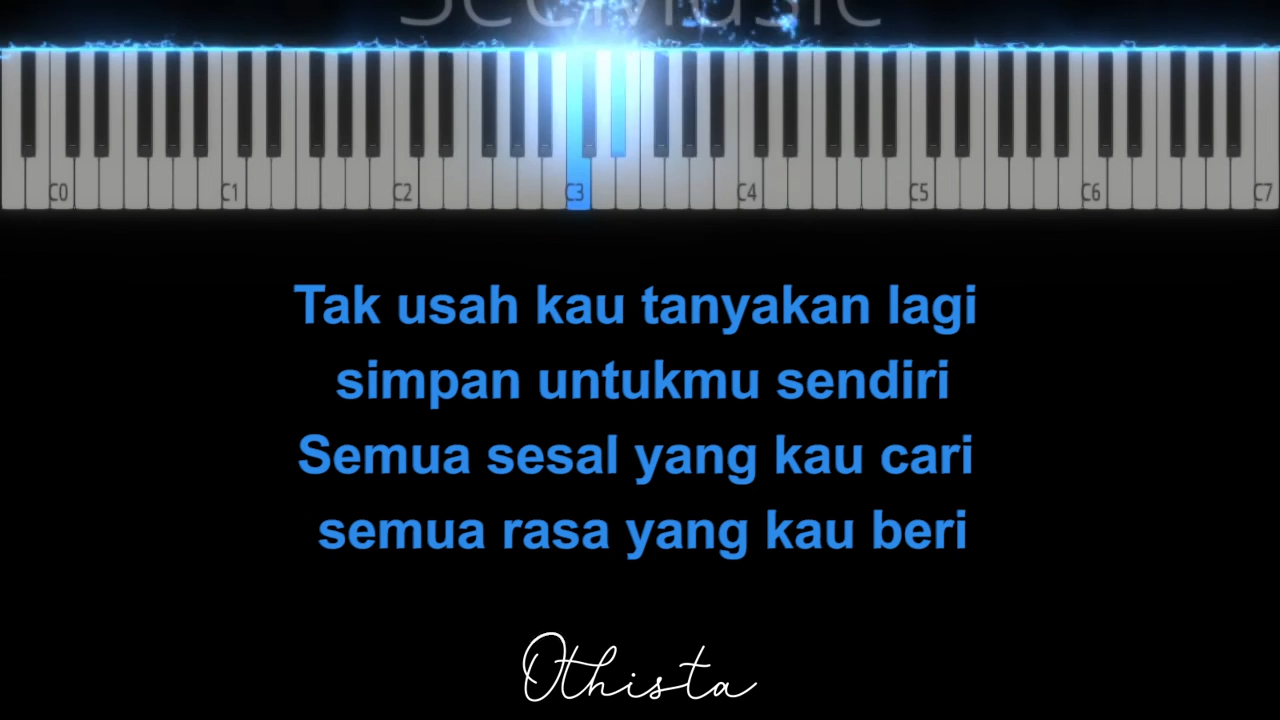 SeeMusic
C0 C1 C2 C3 C4 C5 C6 C7
Tak usah kau tanyakan lagi
simpan untukmu sendiri
Semua sesal yang kau cari
semua rasa yang kau beri
Othista